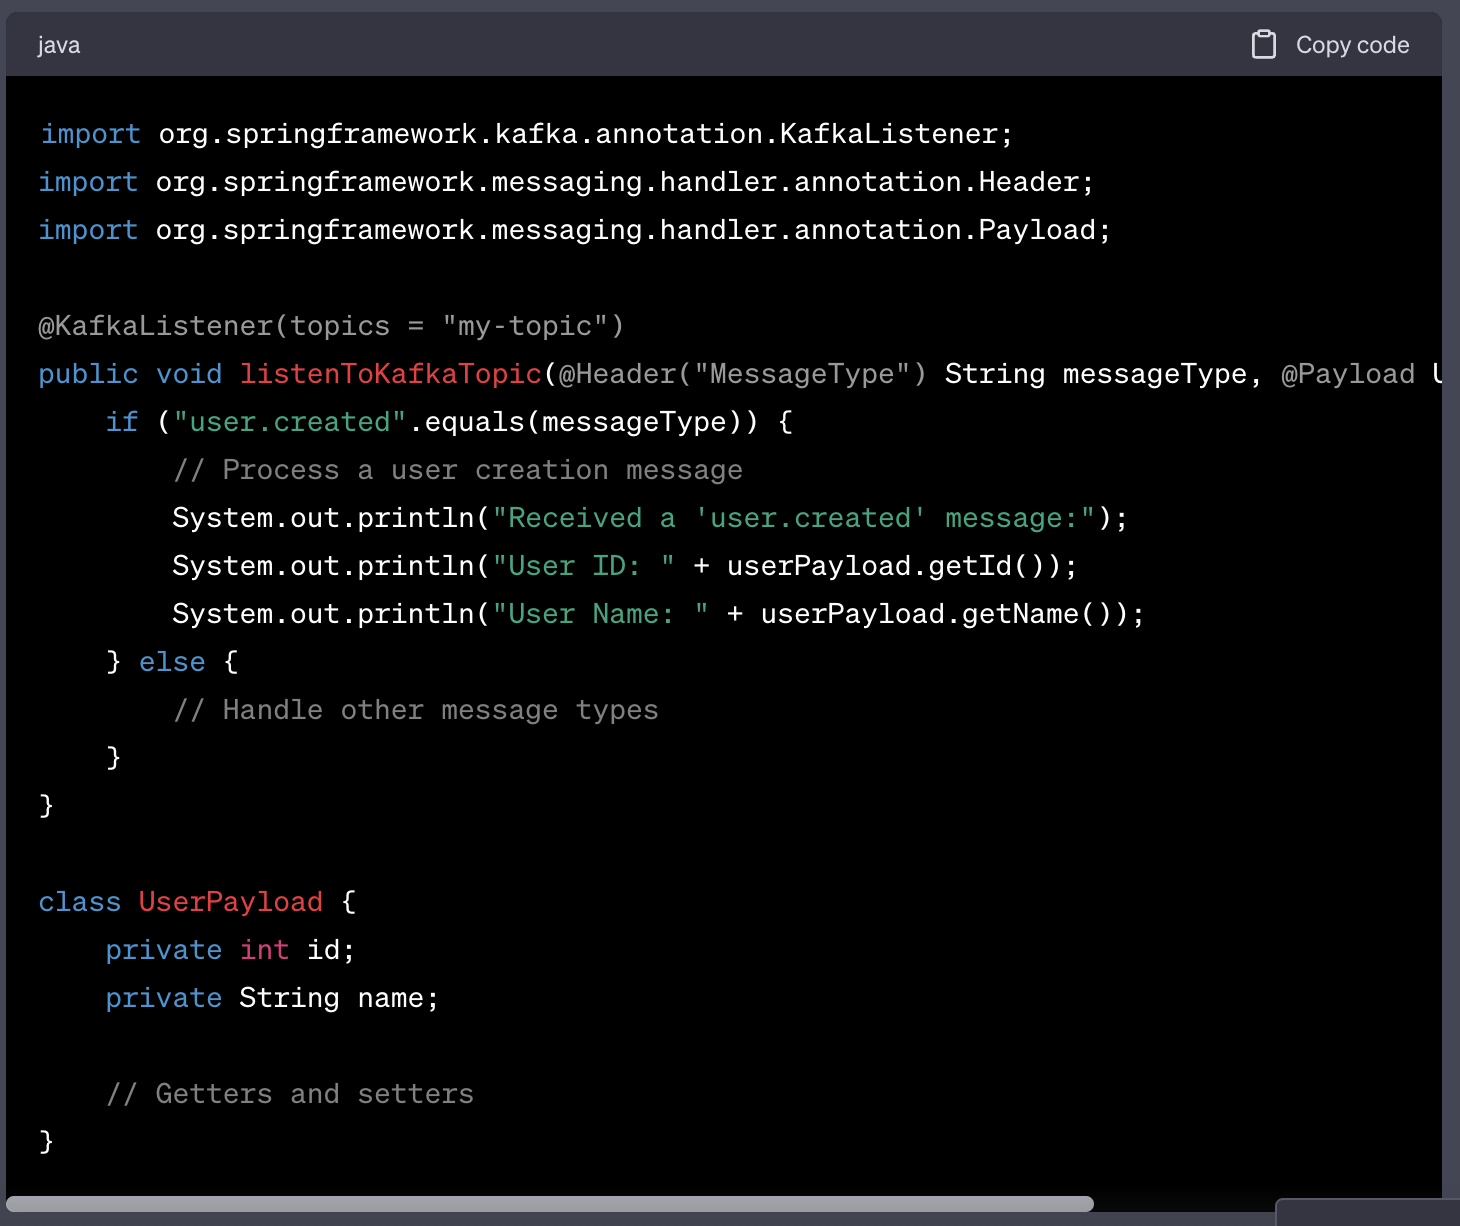 java
Copy code
import org.springframework.kafka.annotation.KafkaListener;
import org.springframework.messaging.handler.annotation.Header;
import org.springframework.messaging.handler.annotation.Payload;
@KafkaListener(topics = "my-topic")
public void listenToKafkaTopic(@Header("MessageType") String messageType, @Payload
if ("user.created".equals(messageType)) {
// Process a user creation message
System.out.println("Received a 'user.created' message:");
System.out.println("User ID: " + userPayload.getId());
System.out.println("User Name: " + userPayload.getName());
} else {
// Handle other message types
}
}
class UserPayload {
private int id;
private String name;
// Getters and setters
}